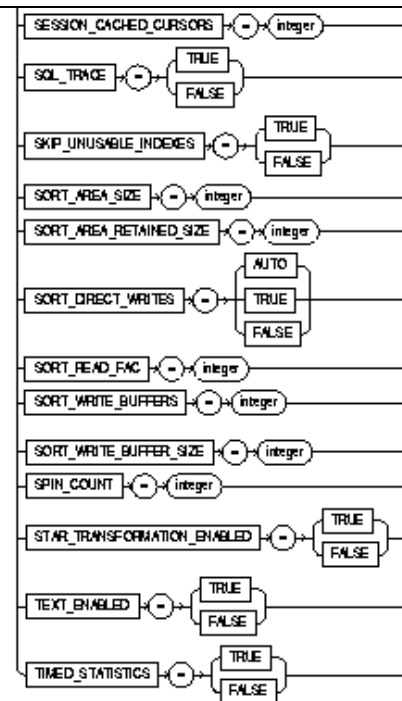 SESSION_CACHED_CURSORS = integer
TRUE
SQL_TRACE =
FALSE
TRUE
SKIP_UNUSABLE_INDEXES =
FALSE
SORT_AREA_SIZE = integer
SORT_AREA_RETAINED_SIZE = integer
AUTO
SORT_DIRECT_WRITES = TRUE
FALSE
SORT_READ_FAC = integer
SORT_WRITE_BUFFERS = integer
SORT_WRITE_BUFFER_SIZE = integer
SPIN_COUNT = integer
TRUE
STAR_TRANSFORMATION_ENABLED =
FALSE
TRUE
TEXT_ENABLED =
FALSE
TRUE
TIMED_STATISTICS =
FALSE